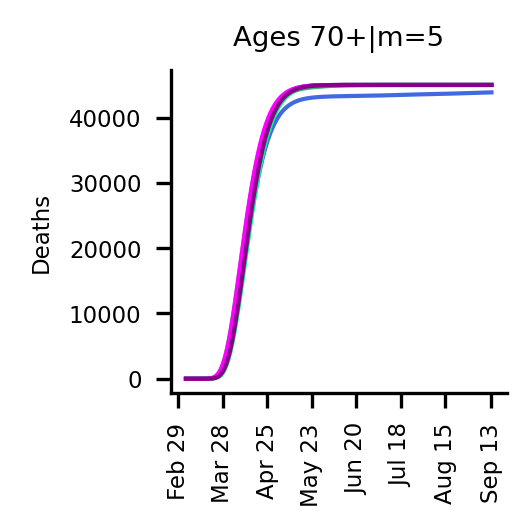 Ages 70+|m=5
Deaths
40000
30000
20000
10000
0
Feb 29
Mar 28
Apr 25
May 23
Jun 20
Jul 18
Aug 15
Sep 13